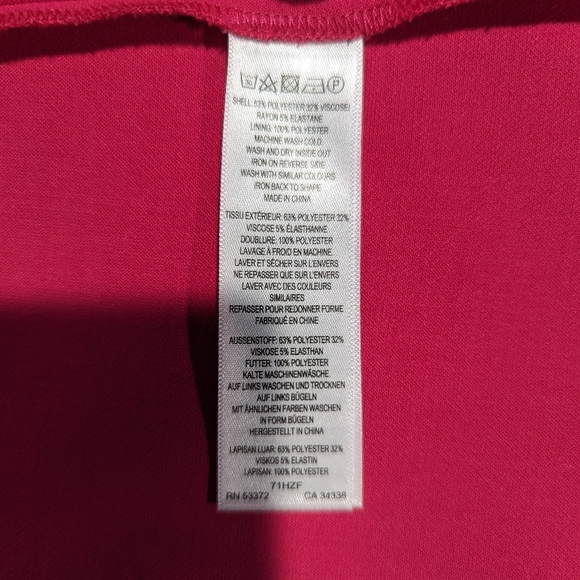 SHELL: 63% POLYESTER 32% VISCOSE/
RAYON 5% ELASTANE
LINING: 100% POLYESTER
MACHINE WASH COLD
WASH AND DRY INSIDE OUT
IRON ON REVERSE SIDE
WASH WITH SIMILAR COLOURS
IRON BACK TO SHAPE
MADE IN CHINA
TISSU EXTÉRIEUR: 63% POLYESTER 32%
VISCOSE 5% ÉLASTHANNE
DOUBLURE: 100% POLYESTER
LAVAGE À FROID EN MACHINE
LAVER ET SÉCHER SUR L'ENVERS
NE REPASSER QUE SUR L'ENVERS
LAVER AVEC DES COULEURS
SIMILAIRES
REPASSER POUR REDONNER FORME
FABRIQUÉ EN CHINE
AUSSENSTOFF: 63% POLYESTER 32%
VISKOSE 5% ELASTHAN
FUTTER: 100% POLYESTER
KALTE MASCHINENWÄSCHE.
AUF LINKS WASCHEN UND TROCKNEN
AUF LINKS BÜGELN
MIT ÄHNLICHEN FARBEN WASCHEN
IN FORM BÜGELN
HERGESTELLT IN CHINA
LAPISAN LUAR: 63% POLYESTER 32%
VISKOS 5% ELASTIN
LAPISAN: 100% POLYESTER
71HZF
RN 53372 CA 34338